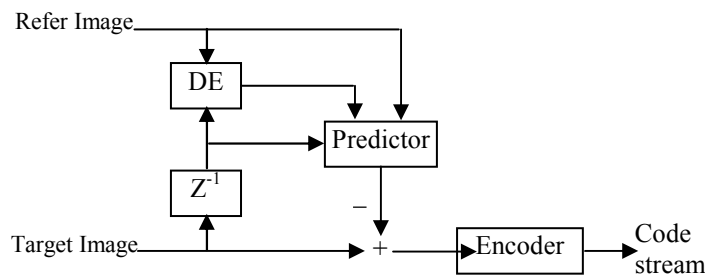 Refer Image
DE
Predictor
Z⁻¹
−
Target Image
+
Encoder
Code
stream